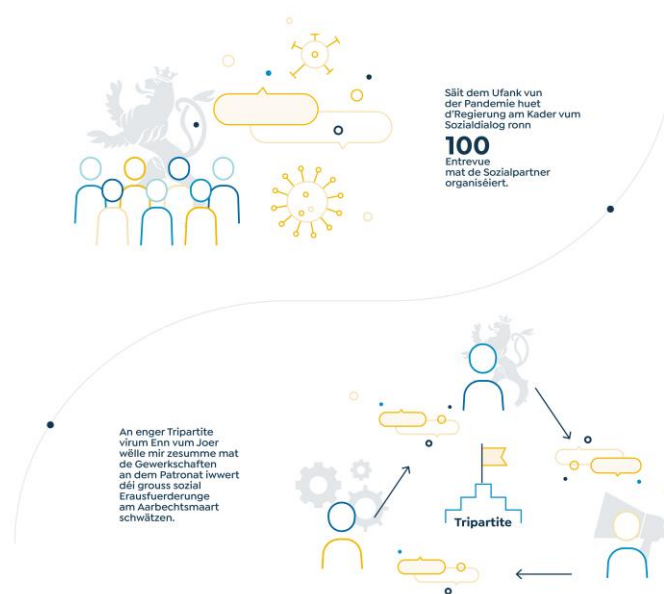 Säit dem Ufank vun
der Pandemie huet
d'Regierung am Kader vum
Sozialdialog ronn
100
Entrevue
mat de Sozialpartner
organiséiert.
An enger Tripartite
virum Enn vum Joer
wëlle mir zesumme mat
de Gewerkschaften
an dem Patronat iwwert
déi grouss sozial
Erausfuerderunge
am Aarbechtsmaart
schwätzen.
Tripartite